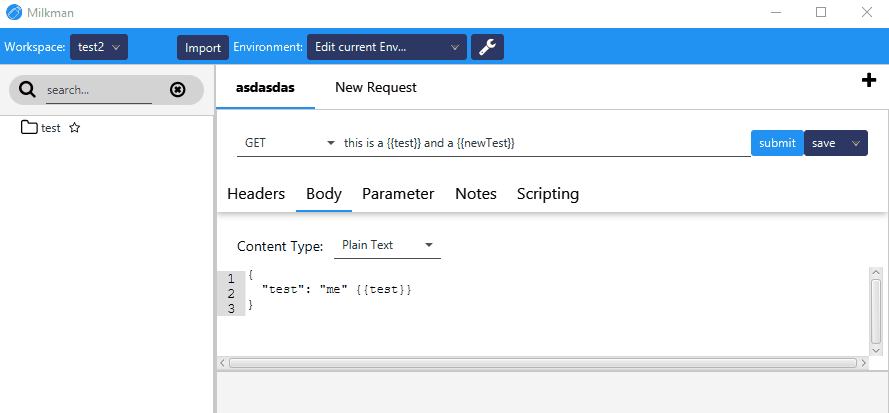 Milkman
Workspace: test2 Import Environment: Edit current Env...
search...
asdasdas New Request
test
GET this is a {{test}} and a {{newTest}} submit save
Headers Body Parameter Notes Scripting
Content Type: Plain Text
1 {
2 "test": "me" {{test}}
3 }